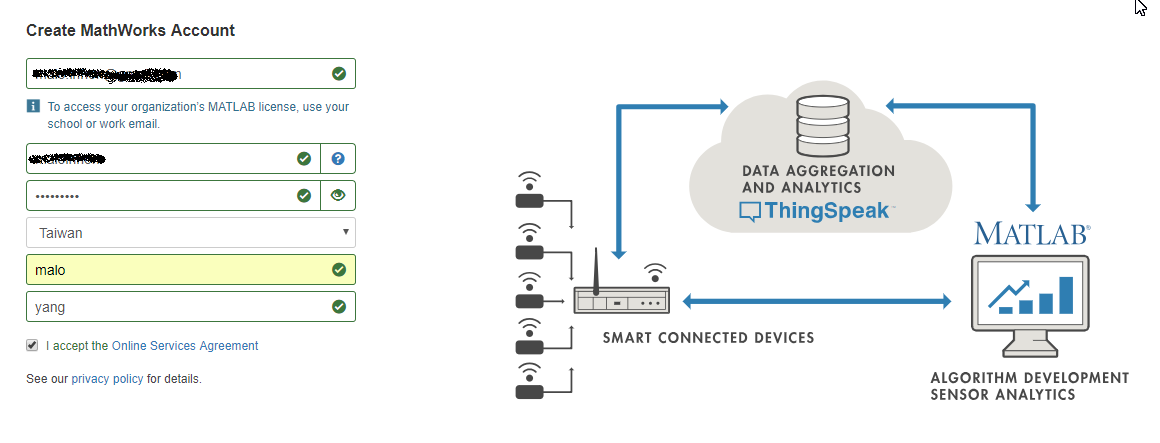 Create MathWorks Account
To access your organization's MATLAB license, use your
school or work email.
•••••••••
Taiwan
malo
yang
I accept the Online Services Agreement
See our privacy policy for details.
DATA AGGREGATION
AND ANALYTICS
ThingSpeak™
MATLAB®
SMART CONNECTED DEVICES
ALGORITHM DEVELOPMENT
SENSOR ANALYTICS